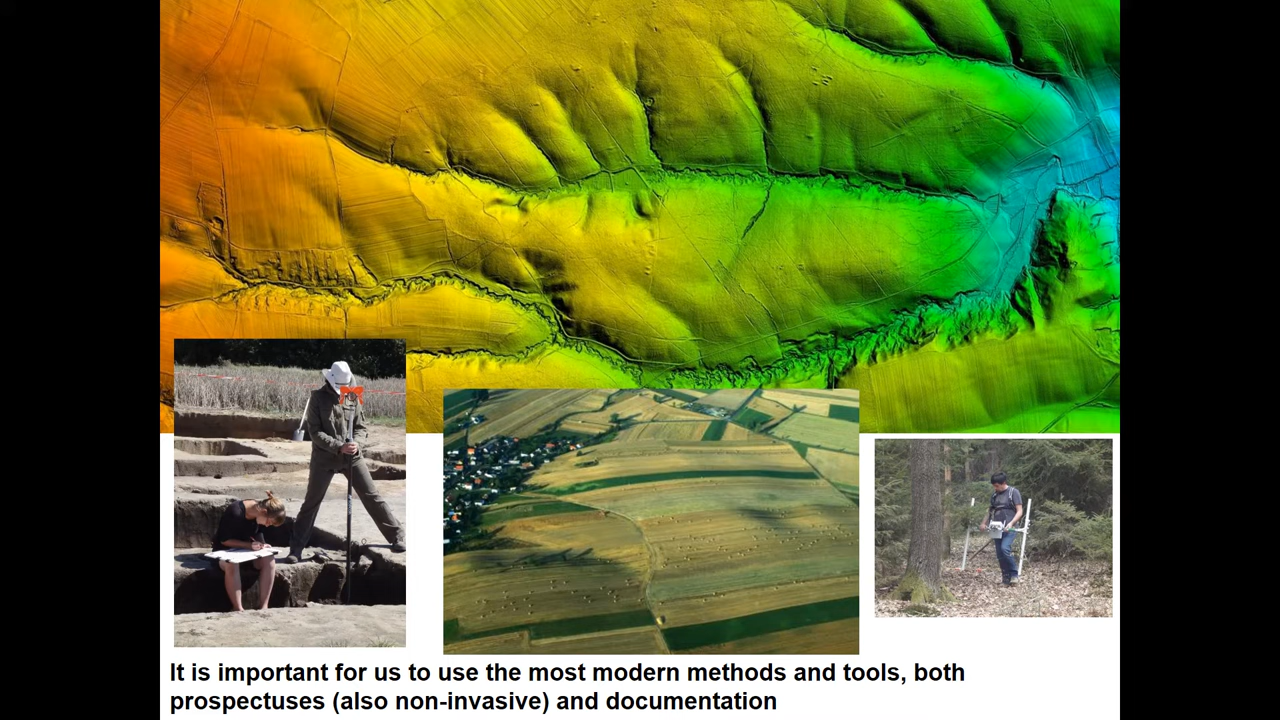 It is important for us to use the most modern methods and tools, both
prospectuses (also non-invasive) and documentation